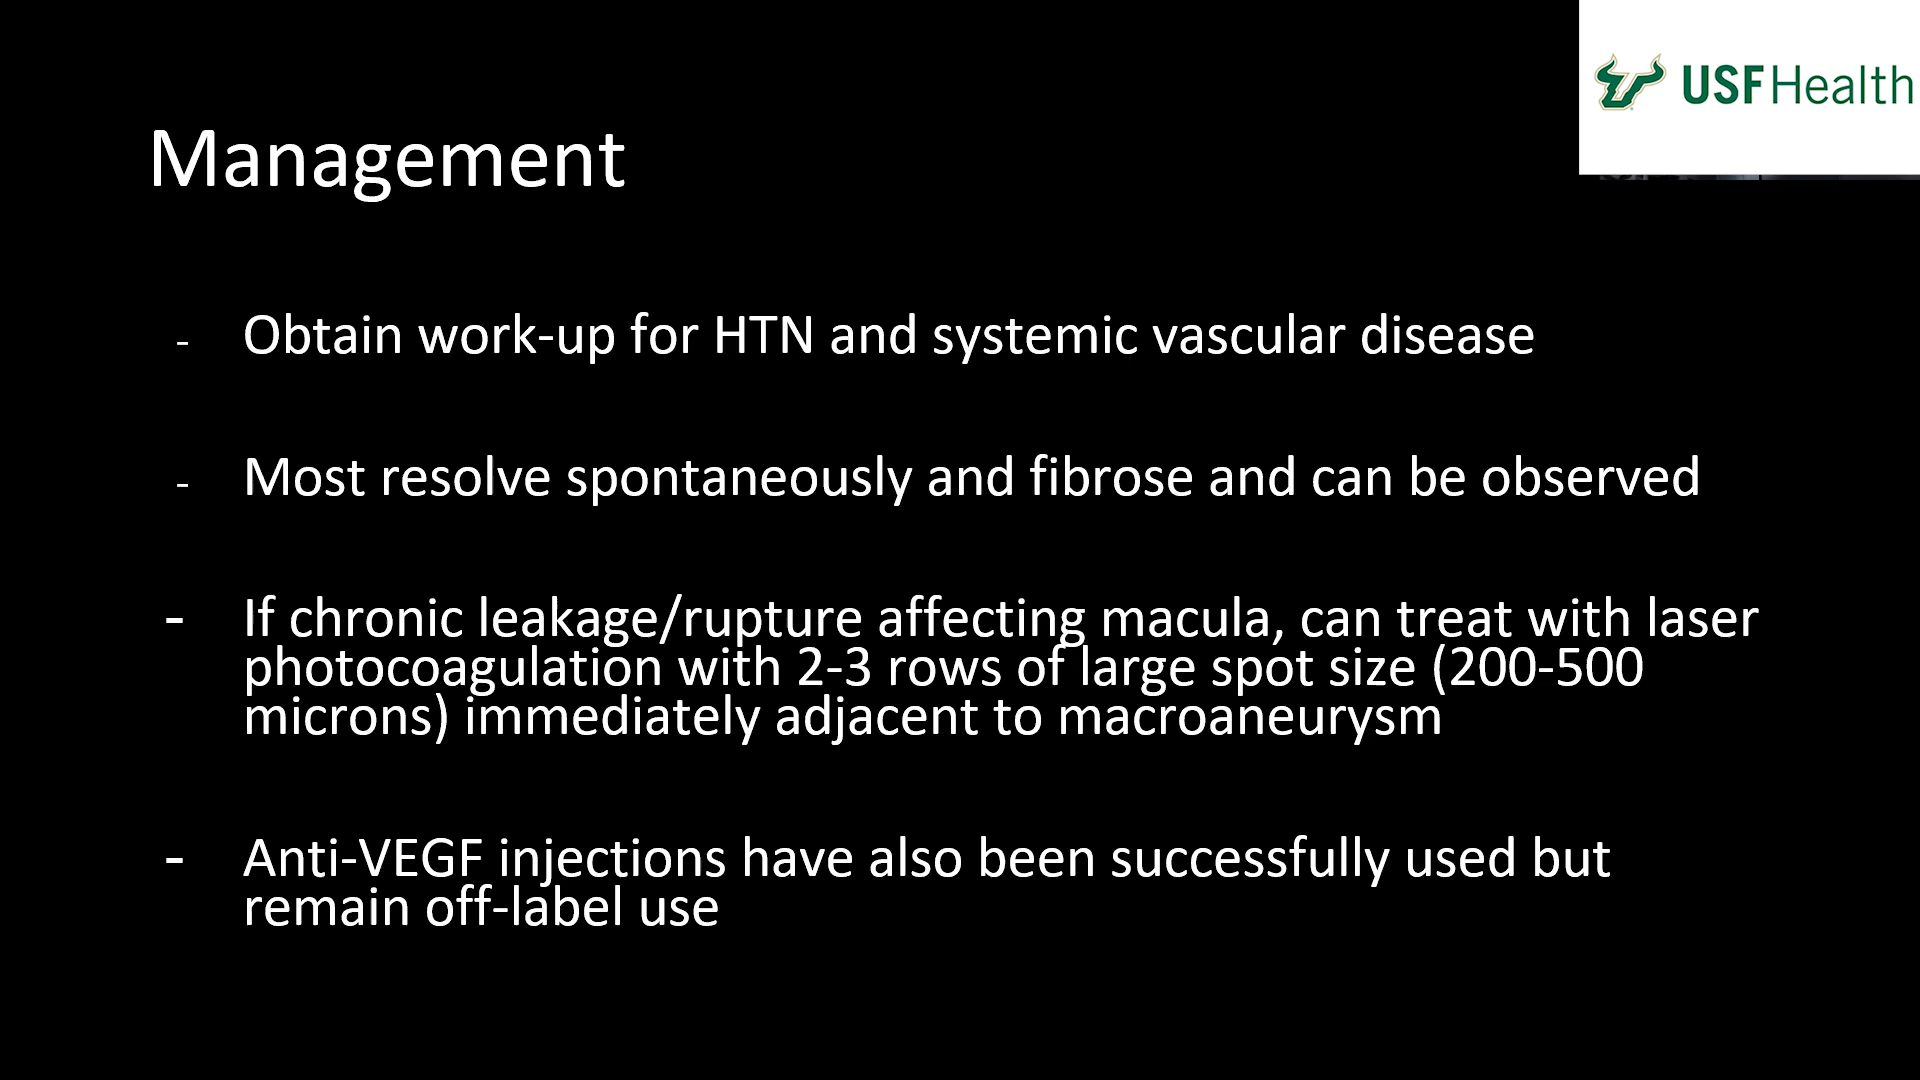 USF Health
Management
- Obtain work-up for HTN and systemic vascular disease
- Most resolve spontaneously and fibrose and can be observed
- If chronic leakage/rupture affecting macula, can treat with laser
photocoagulation with 2-3 rows of large spot size (200-500
microns) immediately adjacent to macroaneurysm
- Anti-VEGF injections have also been successfully used but
remain off-label use